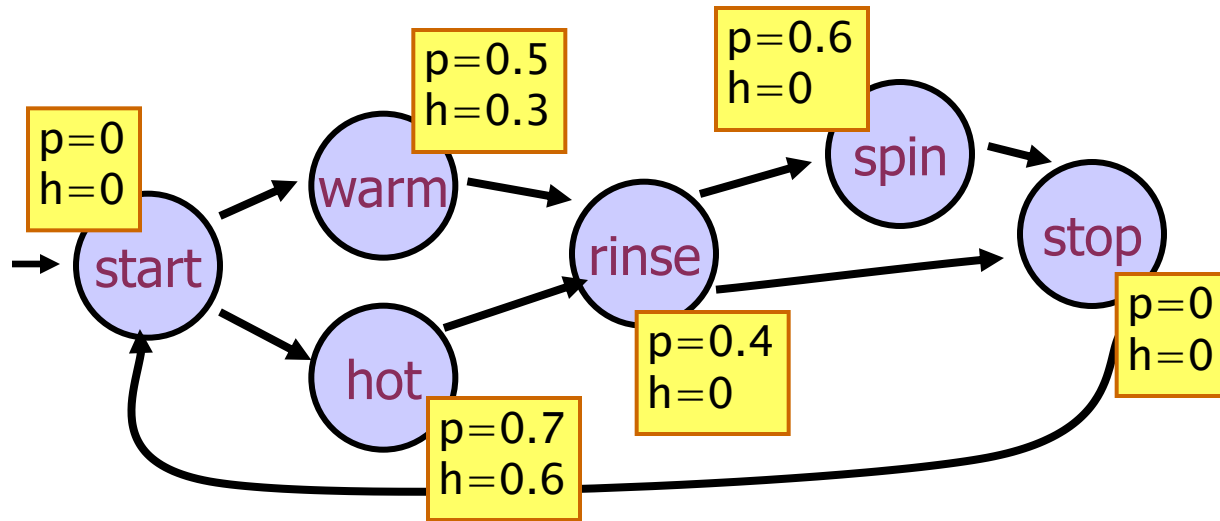 p=0
h=0
start
p=0.5
h=0.3
warm
p=0.7
h=0.6
hot
rinse
p=0.4
h=0
p=0.6
h=0
spin
stop
p=0
h=0